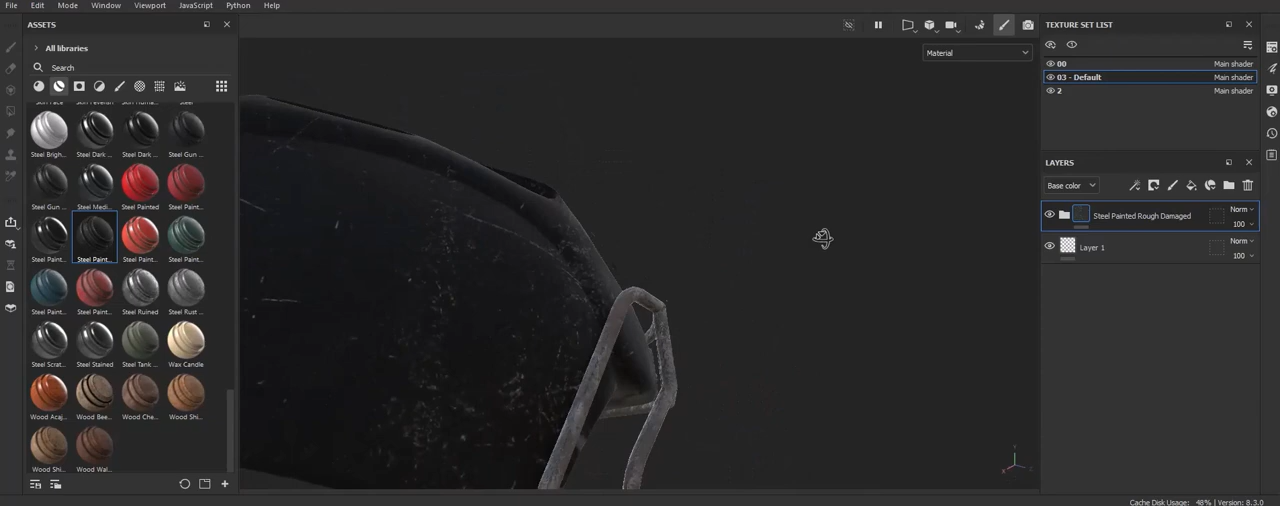 File Edit Mode Window Viewport JavaScript Python Help
ASSETS
All libraries
Search
Steel Brigh... Steel Dark ... Steel Dark ... Steel Gun ...
Steel Gun ... Steel Medi... Steel Painted Steel Paint...
Steel Paint... Steel Paint... Steel Paint... Steel Paint...
Steel Paint... Steel Paint... Steel Ruined Steel Rust ...
Steel Scrat... Steel Stained Steel Tank ... Wax Candle
Wood Acaj... Wood Bee... Wood Che... Wood Shi...
Wood Shi... Wood Wal...
Material
TEXTURE SET LIST
00 Main shader
03 - Default Main shader
2 Main shader
LAYERS
Base color
Steel Painted Rough Damaged Norm
100
Layer 1 Norm
100
Cache Disk Usage: 48% | Version: 8.3.0